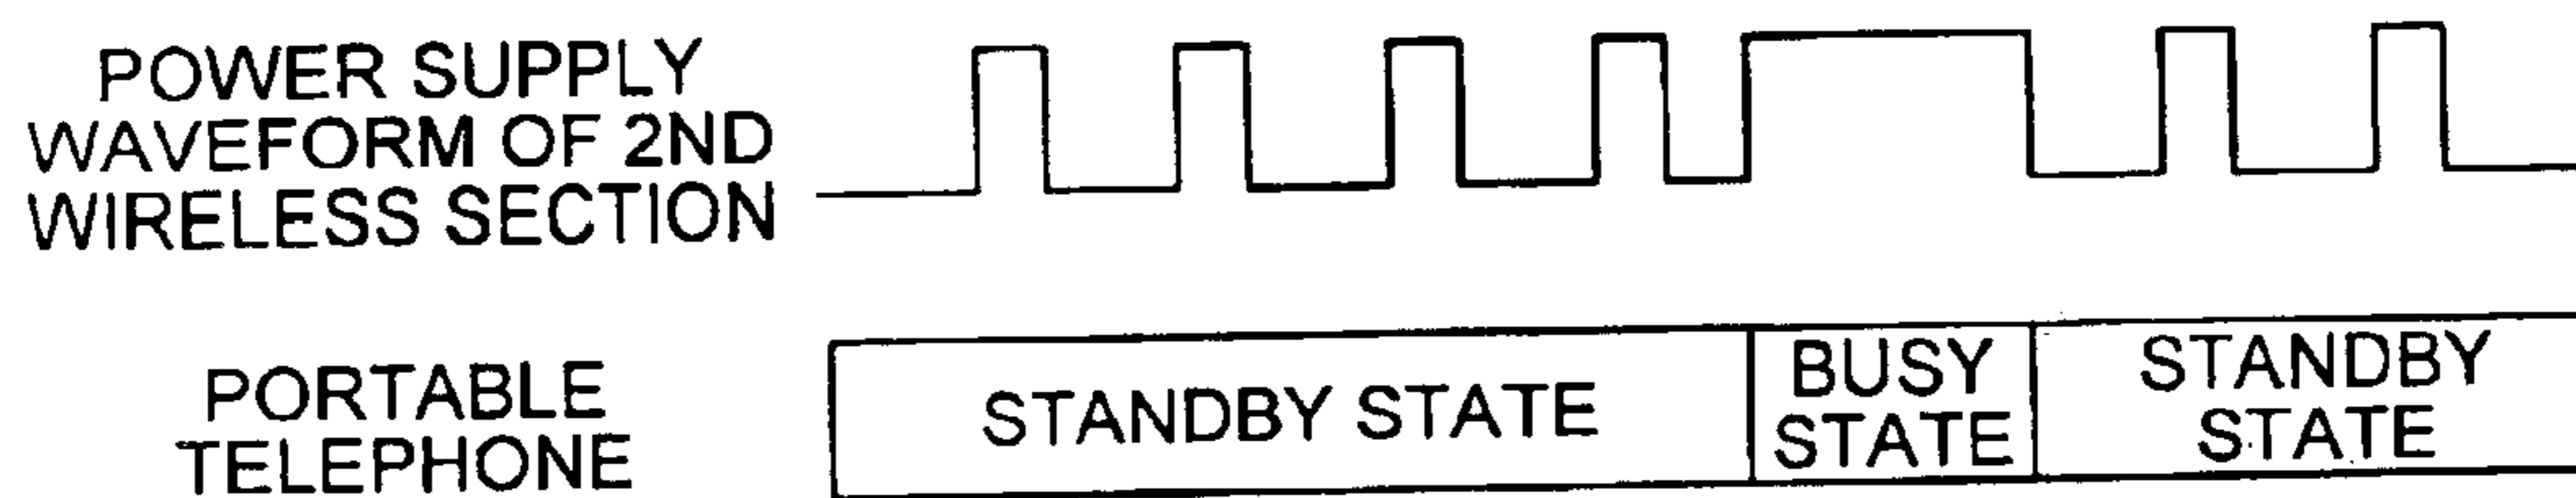 POWER SUPPLY
WAVEFORM OF 2ND
WIRELESS SECTION
PORTABLE
TELEPHONE
STANDBY STATE
BUSY
STATE
STANDBY
STATE